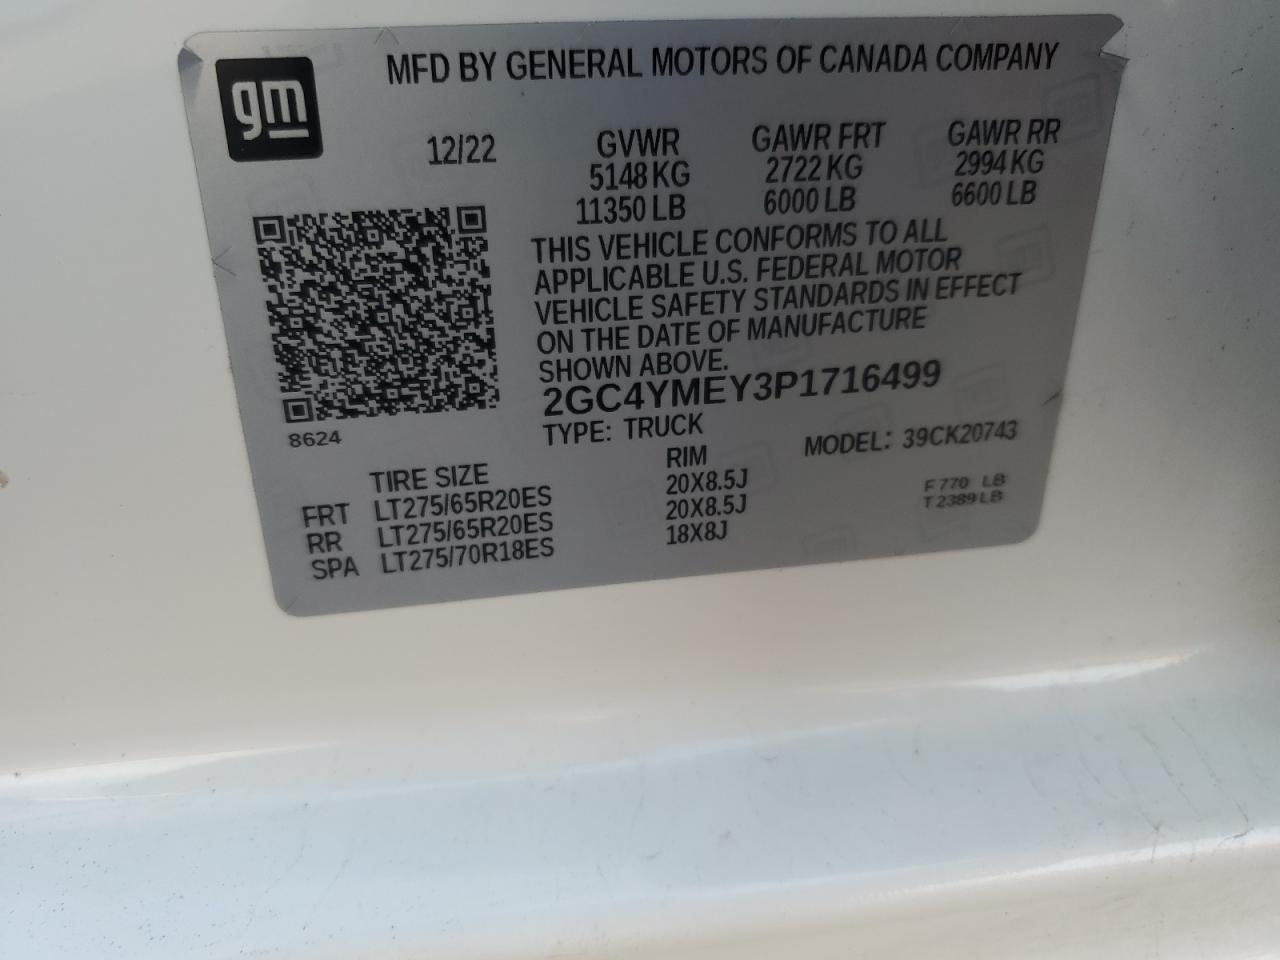 gm
MFD BY GENERAL MOTORS OF CANADA COMPANY
12/22 GVWR GAWR FRT GAWR RR
5148 KG 2722 KG 2994 KG
11350 LB 6000 LB 6600 LB
THIS VEHICLE CONFORMS TO ALL
APPLICABLE U.S. FEDERAL MOTOR
VEHICLE SAFETY STANDARDS IN EFFECT
ON THE DATE OF MANUFACTURE
SHOWN ABOVE.
2GC4YMEY3P1716499
8624
TYPE: TRUCK MODEL: 39CK20743
TIRE SIZE RIM
FRT LT275/65R20ES 20X8.5J
RR LT275/65R20ES 20X8.5J
SPA LT275/70R18ES 18X8J
F 770 LB
T 2389 LB